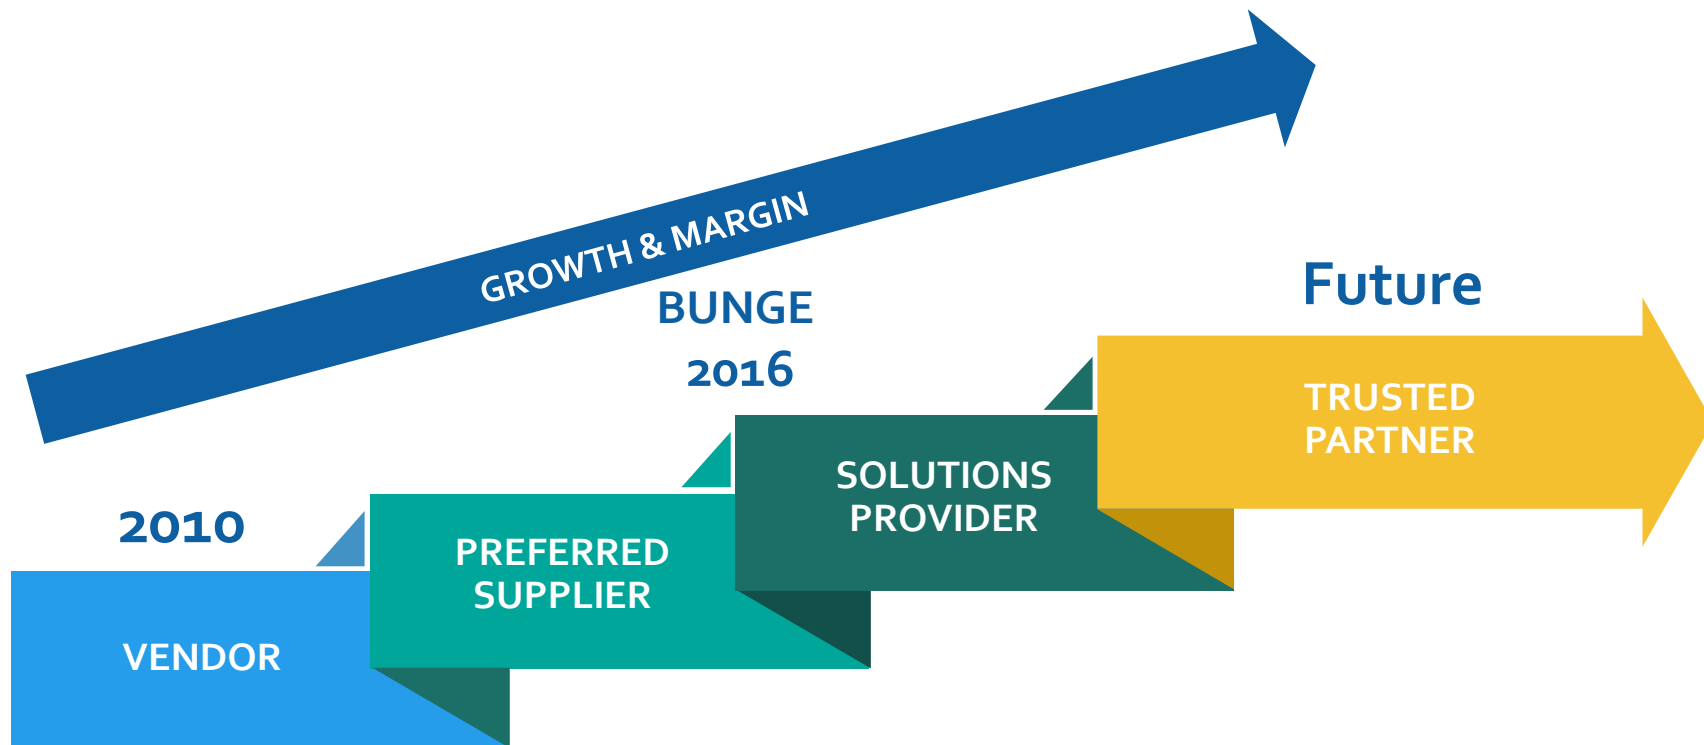 GROWTH & MARGIN
BUNGE
2016
Future
TRUSTED
PARTNER
SOLUTIONS
PROVIDER
2010
PREFERRED
SUPPLIER
VENDOR